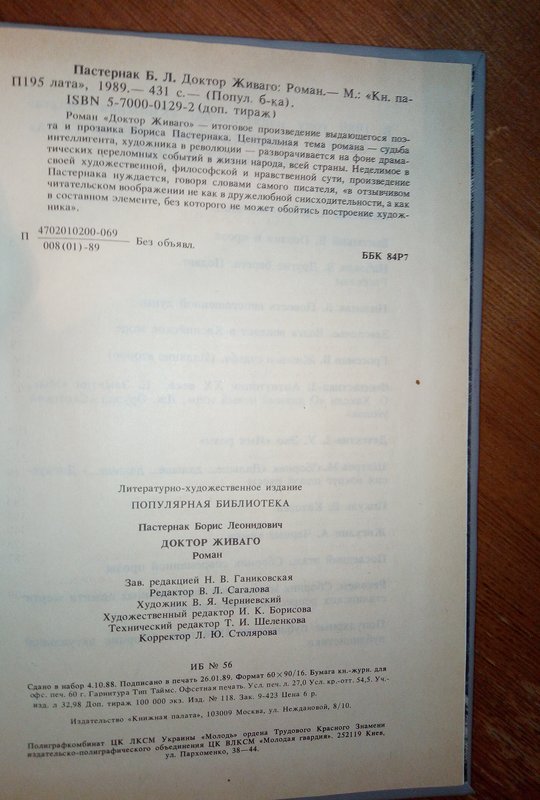 Пастернак Б. Л. Доктор Живаго: Роман.— М.: «Кн. па-
П195 лата», 1989.— 431 с.— (Попул. б-ка).
ISBN 5-7000-0129-2 (доп. тираж)
Роман «Доктор Живаго» — итоговое произведение выдающегося поэ-
та и прозаика Бориса Пастернака. Центральная тема романа — судьба
интеллигента, художника в революции — разворачивается на фоне драма-
тических переломных событий в жизни народа, всей страны. Неделимое в
своей художественной, философской и нравственной сути, произведение
Пастернака нуждается, говоря словами самого писателя, «в отзывчивом
читательском воображении не как в дружелюбной снисходительности, а как
в составном элементе, без которого не может обойтись построение худож-
ника».
П 4702010200-069
008(01)-89
Без объявл.
ББК 84Р7
Литературно-художественное издание
ПОПУЛЯРНАЯ БИБЛИОТЕКА
Пастернак Борис Леонидович
ДОКТОР ЖИВАГО
Роман
Зав. редакцией Н. В. Ганиковская
Редактор В. Л. Сагалова
Художник В. Я. Черниевский
Художественный редактор И. К. Борисова
Технический редактор Т. И. Шеленкова
Корректор Л. Ю. Столярова
ИБ № 56
Сдано в набор 4.10.88. Подписано в печать 26.01.89. Формат 60×90/16. Бумага кн.-журн. для
офс. печ. 60 г. Гарнитура Тип Таймс. Офсетная печать. Усл. печ. л. 27,0 Усл. кр.-отт. 54,5. Уч.-
изд. л 32,98 Доп. тираж 100 000 экз. Изд. № 118. Зак. 9-423 Цена 6 р.
Издательство «Книжная палата», 103009 Москва, ул. Неждановой, 8/10.
Полиграфкомбинат ЦК ЛКСМ Украины «Молодь» ордена Трудового Красного Знамени
издательско-полиграфического объединения ЦК ВЛКСМ «Молодая гвардия». 252119 Киев,
ул. Пархоменко, 38—44.